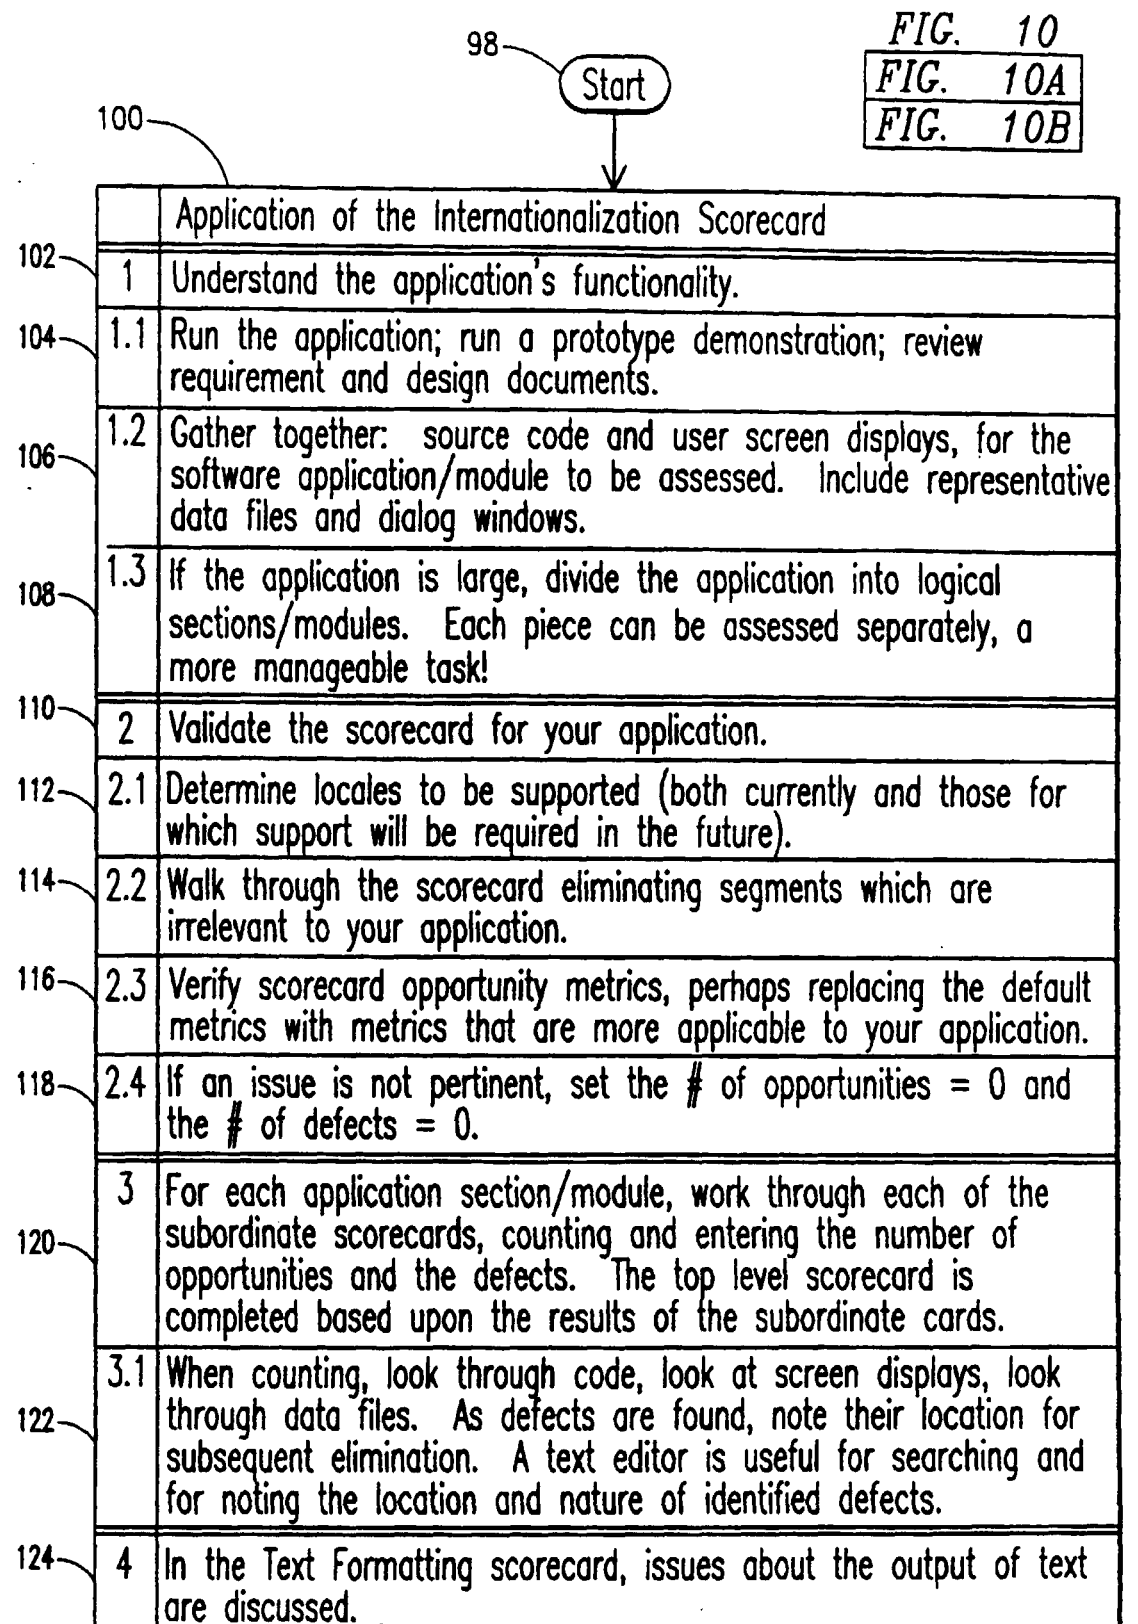 FIG. 10
98
Start
FIG. 10A
FIG. 10B
100
Application of the Internationalization Scorecard
102
1 Understand the application's functionality.
104
1.1 Run the application; run a prototype demonstration; review
requirement and design documents.
106
1.2 Gather together: source code and user screen displays, for the
software application/module to be assessed. Include representative
data files and dialog windows.
108
1.3 If the application is large, divide the application into logical
sections/modules. Each piece can be assessed separately, a
more manageable task!
110
2 Validate the scorecard for your application.
112
2.1 Determine locales to be supported (both currently and those for
which support will be required in the future).
114
2.2 Walk through the scorecard eliminating segments which are
irrelevant to your application.
116
2.3 Verify scorecard opportunity metrics, perhaps replacing the default
metrics with metrics that are more applicable to your application.
118
2.4 If an issue is not pertinent, set the # of opportunities = 0 and
the # of defects = 0.
120
3 For each application section/module, work through each of the
subordinate scorecards, counting and entering the number of
opportunities and the defects. The top level scorecard is
completed based upon the results of the subordinate cards.
122
3.1 When counting, look through code, look at screen displays, look
through data files. As defects are found, note their location for
subsequent elimination. A text editor is useful for searching and
for noting the location and nature of identified defects.
124
4 In the Text Formatting scorecard, issues about the output of text
are discussed.